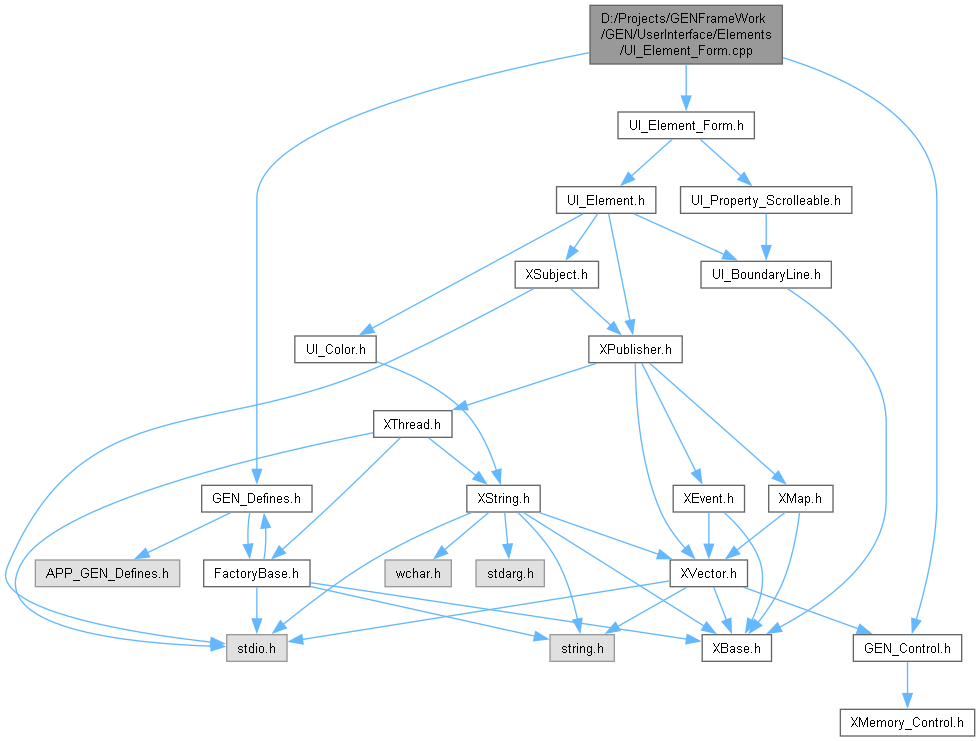 D:/Projects/GENFrameWork
/GEN/UserInterface/Elements
/UI_Element_Form.cpp
UI_Element_Form.h
UI_Element.h
UI_Property_Scrolleable.h
XSubject.h
UI_BoundaryLine.h
UI_Color.h
XPublisher.h
XThread.h
GEN_Defines.h
XString.h
XEvent.h
XMap.h
APP_GEN_Defines.h
FactoryBase.h
wchar.h
stdarg.h
XVector.h
stdio.h
string.h
XBase.h
GEN_Control.h
XMemory_Control.h